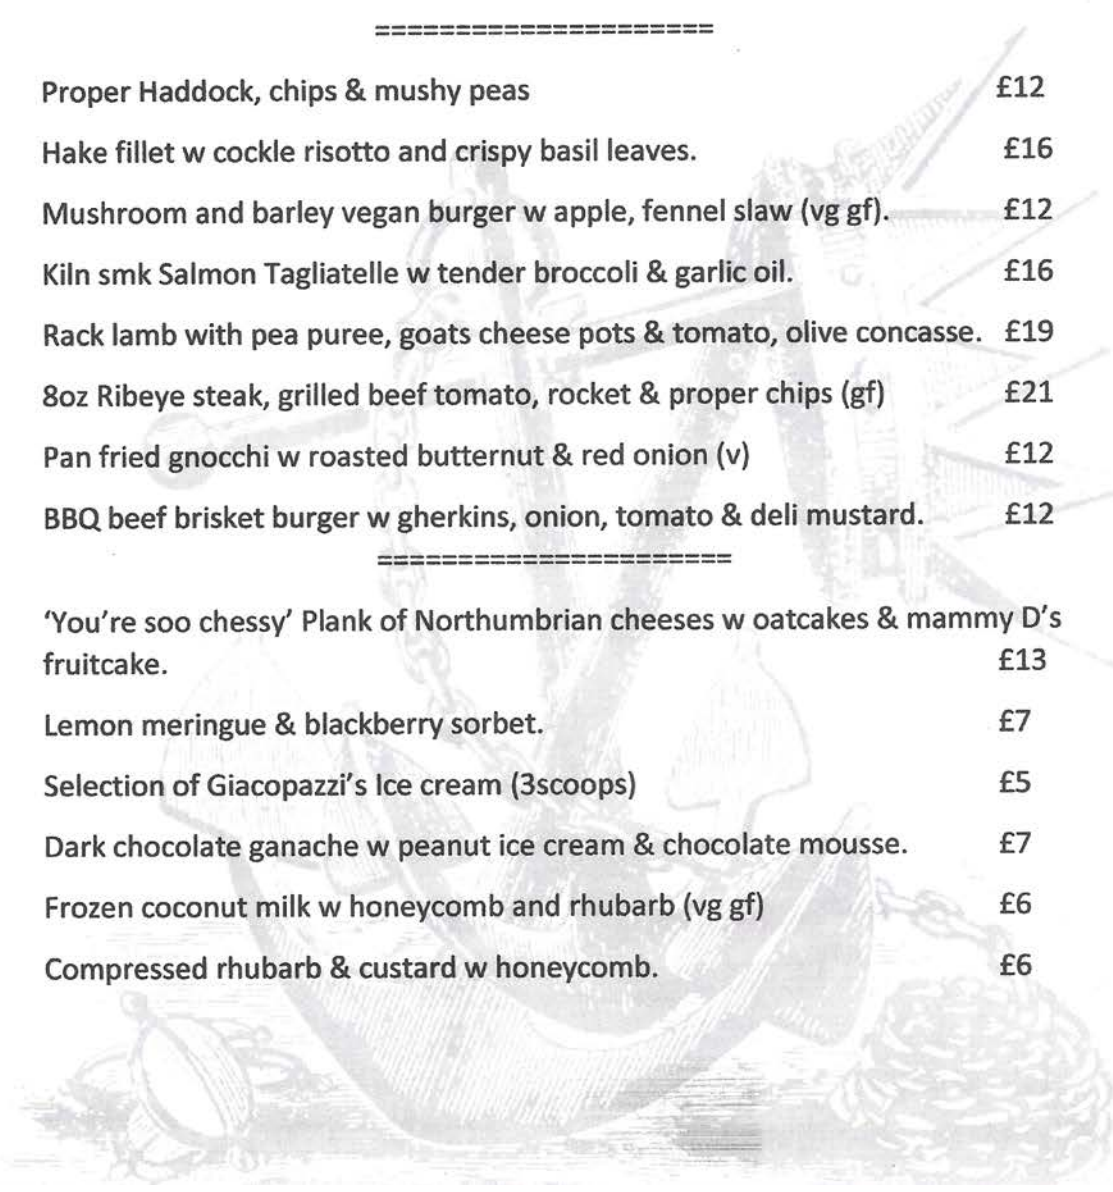 =====================
Proper Haddock, chips & mushy peas £12
Hake fillet w cockle risotto and crispy basil leaves. £16
Mushroom and barley vegan burger w apple, fennel slaw (vg gf). £12
Kiln smk Salmon Tagliatelle w tender broccoli & garlic oil. £16
Rack lamb with pea puree, goats cheese pots & tomato, olive concasse. £19
8oz Ribeye steak, grilled beef tomato, rocket & proper chips (gf) £21
Pan fried gnocchi w roasted butternut & red onion (v) £12
BBQ beef brisket burger w gherkins, onion, tomato & deli mustard. £12
======================
‘You’re soo chessy’ Plank of Northumbrian cheeses w oatcakes & mammy D’s
fruitcake. £13
Lemon meringue & blackberry sorbet. £7
Selection of Giacopazzi’s Ice cream (3scoops) £5
Dark chocolate ganache w peanut ice cream & chocolate mousse. £7
Frozen coconut milk w honeycomb and rhubarb (vg gf) £6
Compressed rhubarb & custard w honeycomb. £6